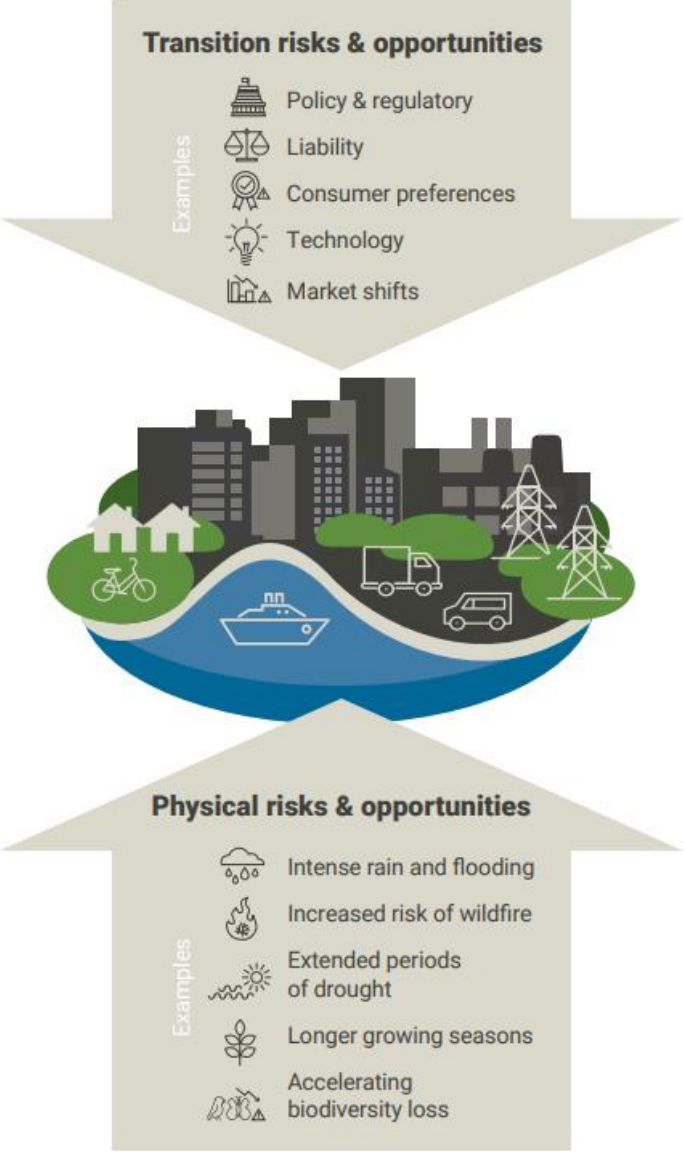 Transition risks & opportunities
Examples
Policy & regulatory
Liability
Consumer preferences
Technology
Market shifts
Physical risks & opportunities
Examples
Intense rain and flooding
Increased risk of wildfire
Extended periods
of drought
Longer growing seasons
Accelerating
biodiversity loss